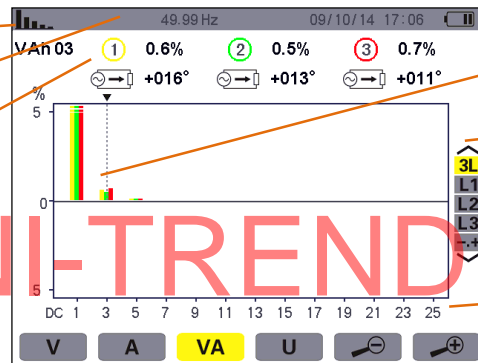 49.99 Hz 09/10/14 17:06
VAh 03 1 0.6% 2 0.5% 3 0.7%
+016° +013° +011°
%
5
0
5
DC 1 3 5 7 9 11 13 15 17 19 21 23 25
3L
L1
L2
L3
-.+
NI-TREND
V A VA U